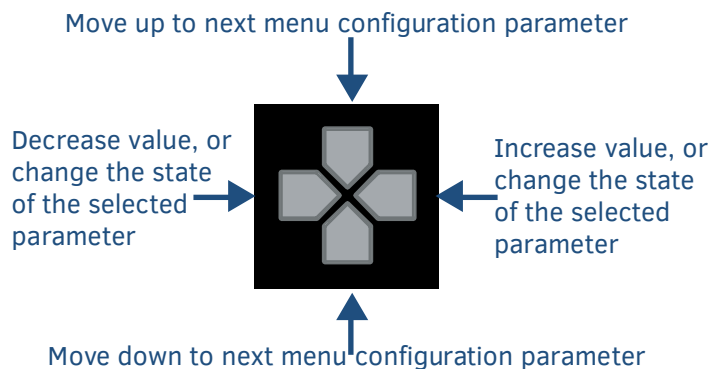 Move up to next menu configuration parameter
Decrease value, or
change the state
of the selected
parameter
Increase value, or
change the state
of the selected
parameter
Move down to next menu configuration parameter